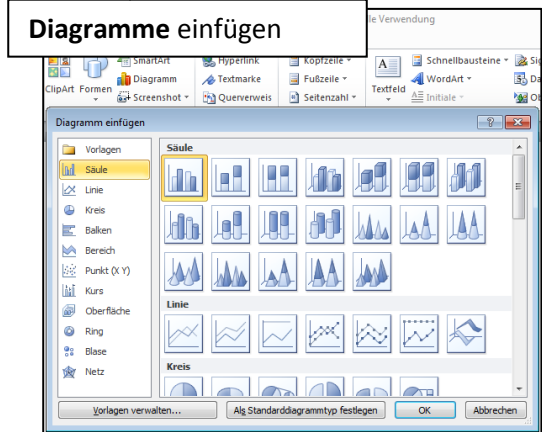 Diagramme einfügen
le Verwendung
SmartArt Hyperlink Kopfzeile Schnellbausteine
ClipArt Formen Diagramm Textmarke Fußzeile Textfeld WordArt
Screenshot Querverweis Seitenzahl Initiale
Diagramm einfügen
Vorlagen
Säule
Linie
Kreis
Balken
Bereich
Punkt (X Y)
Kurs
Oberfläche
Ring
Blase
Netz
Säule
Linie
Kreis
Vorlagen verwalten... Als Standarddiagrammtyp festlegen OK Abbrechen